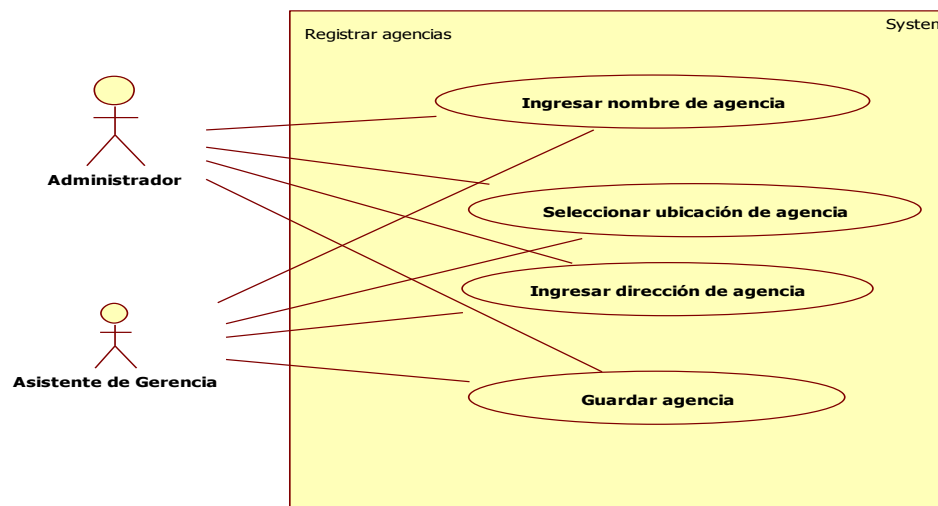 System
Registrar agencias
Ingresar nombre de agencia
Administrador
Seleccionar ubicación de agencia
Ingresar dirección de agencia
Asistente de Gerencia
Guardar agencia